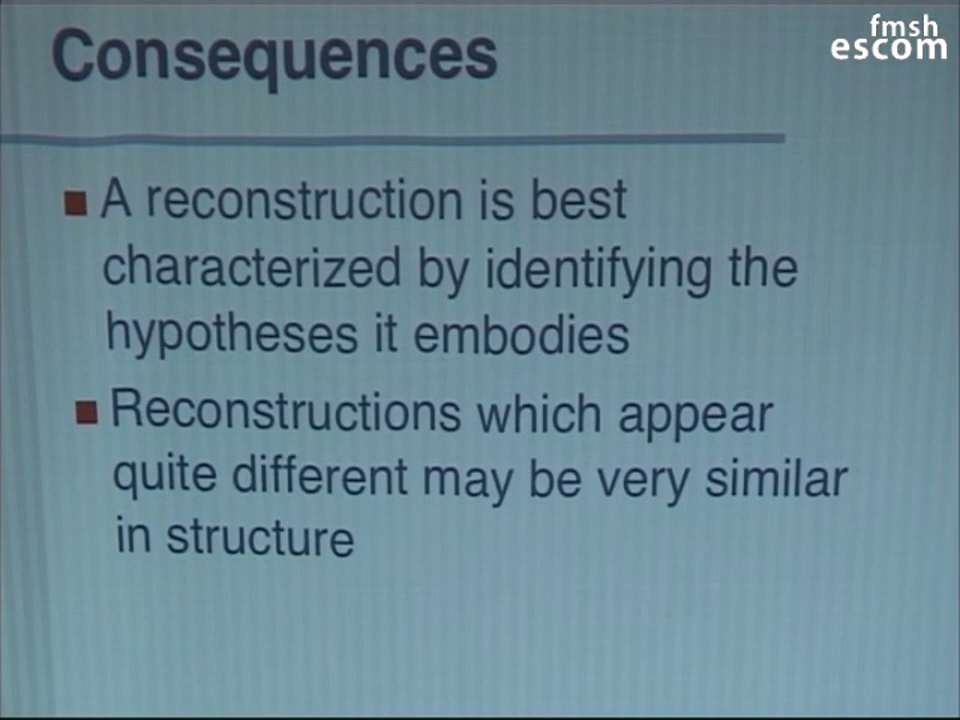 fmsh
escom
Consequences
A reconstruction is best
characterized by identifying the
hypotheses it embodies
Reconstructions which appear
quite different may be very similar
in structure